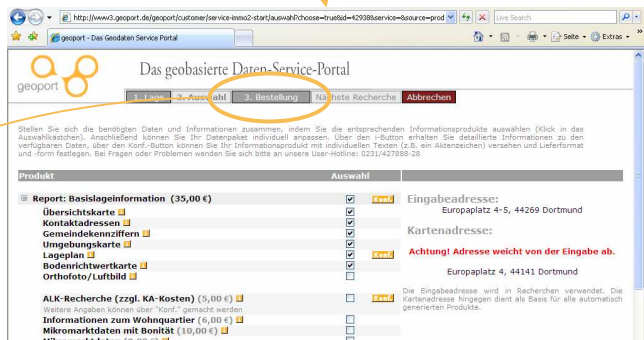 http://www3.geoport.de/geoport/customer/service-immo2-start/auswahl?choose=true&id=42938&service=&source=prod
Live Search
geoport - Das Geodaten Service Portal
Seite
Extras
geoport
Das geobasierte Daten-Service-Portal
1. Lage
2. Auswahl
3. Bestellung
Nächste Recherche
Abbrechen
Stellen Sie sich die benötigten Daten und Informationen zusammen, indem Sie die entsprechenden Informationsprodukte auswählen (Klick in das
Auswahlkästchen). Anschließend können Sie Ihr Datenpaket individuell anpassen. Über den i-Button erhalten Sie detaillierte Informationen zu den
verfügbaren Daten, über den Konf.-Button können Sie Ihr Informationsprodukt mit individuellen Texten (z.B. ein Aktenzeichen) versehen und Lieferformat
und -form festlegen. Bei Fragen oder Problemen wenden Sie sich bitte an unsere User-Hotline: 0231/427888-28
Produkt
Auswahl
Report: Basislageinformation (35,00 €)
Konf.
Übersichtskarte
Kontaktadressen
Gemeindekennziffern
Umgebungskarte
Lageplan
Konf.
Bodenrichtwertkarte
Orthofoto/Luftbild
ALK-Recherche (zzgl. KA-Kosten) (5,00 €)
Konf.
Weitere Angaben können über "Konf." gemacht werden
Informationen zum Wohnquartier (6,00 €)
Mikromarktdaten mit Bonität (10,00 €)
Eingabeadresse:
Europaplatz 4-5, 44269 Dortmund
Kartenadresse:
Achtung! Adresse weicht von der Eingabe ab.
Europaplatz 4, 44141 Dortmund
Die Eingabeadresse wird in Recherchen verwendet. Die
Kartenadresse hingegen dient als Basis für alle automatisch
generierten Produkte.